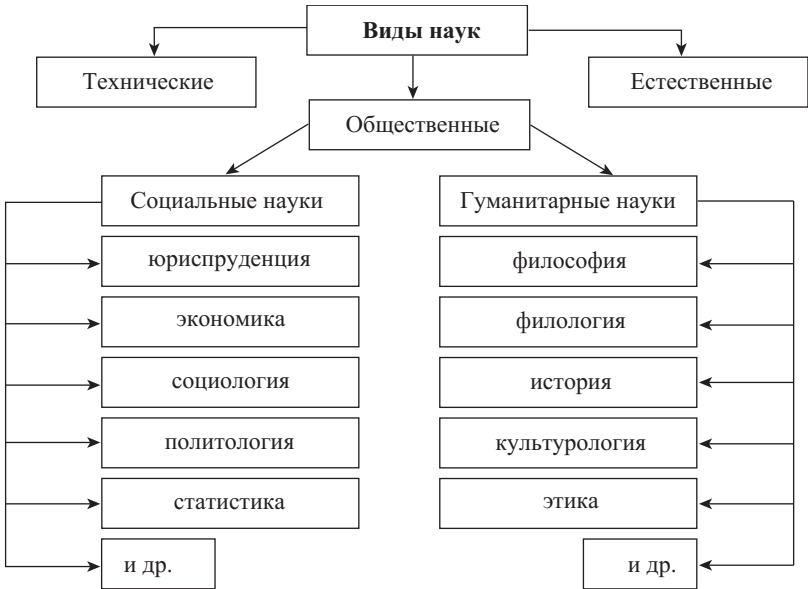 Виды наук
Технические
Естественные
Общественные
Социальные науки
Гуманитарные науки
юриспруденция
философия
экономика
филология
социология
история
политология
культурология
статистика
этика
и др.
и др.